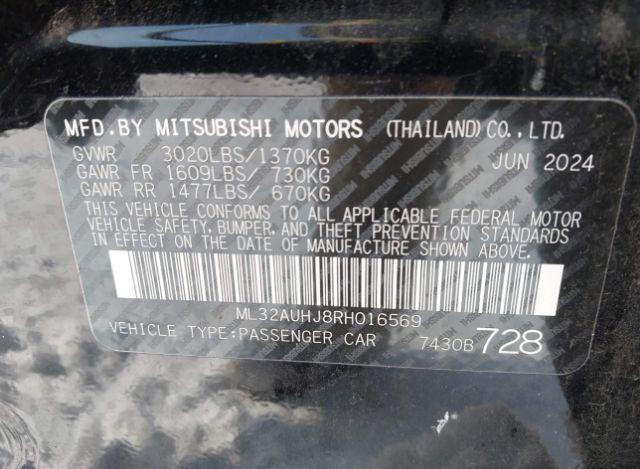 MFD. BY MITSUBISHI MOTORS (THAILAND) CO., LTD.
GVWR 3020LBS/1370KG JUN 2024
GAWR FR 1609LBS/ 730KG
GAWR RR 1477LBS/ 670KG
THIS VEHICLE CONFORMS TO ALL APPLICABLE FEDERAL MOTOR
VEHICLE SAFETY, BUMPER, AND THEFT PREVENTION STANDARDS
IN EFFECT ON THE DATE OF MANUFACTURE SHOWN ABOVE.
ML32AUHJ8RH016569
VEHICLE TYPE:PASSENGER CAR 7430B 728